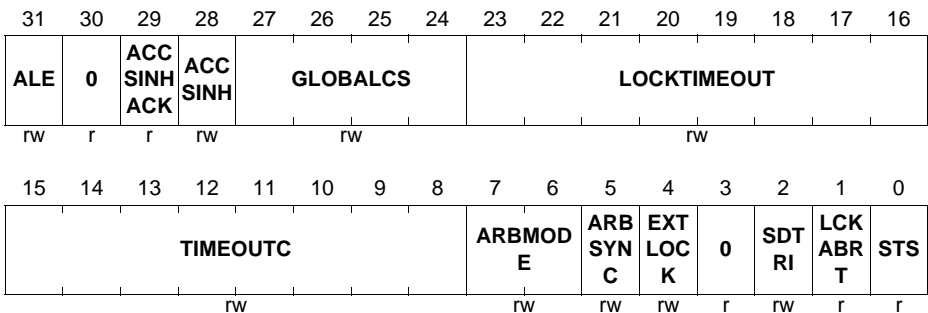 31 30 29 28 27 26 25 24 23 22 21 20 19 18 17 16
ALE 0 ACC SINH ACK ACC SINH GLOBALCS LOCKTIMEOUT
rw r r rw rw rw
15 14 13 12 11 10 9 8 7 6 5 4 3 2 1 0
TIMEOUTC ARBMOD E ARB SYN C EXT LOC K 0 SDT RI LCK ABR T STS
rw rw rw rw r rw r r